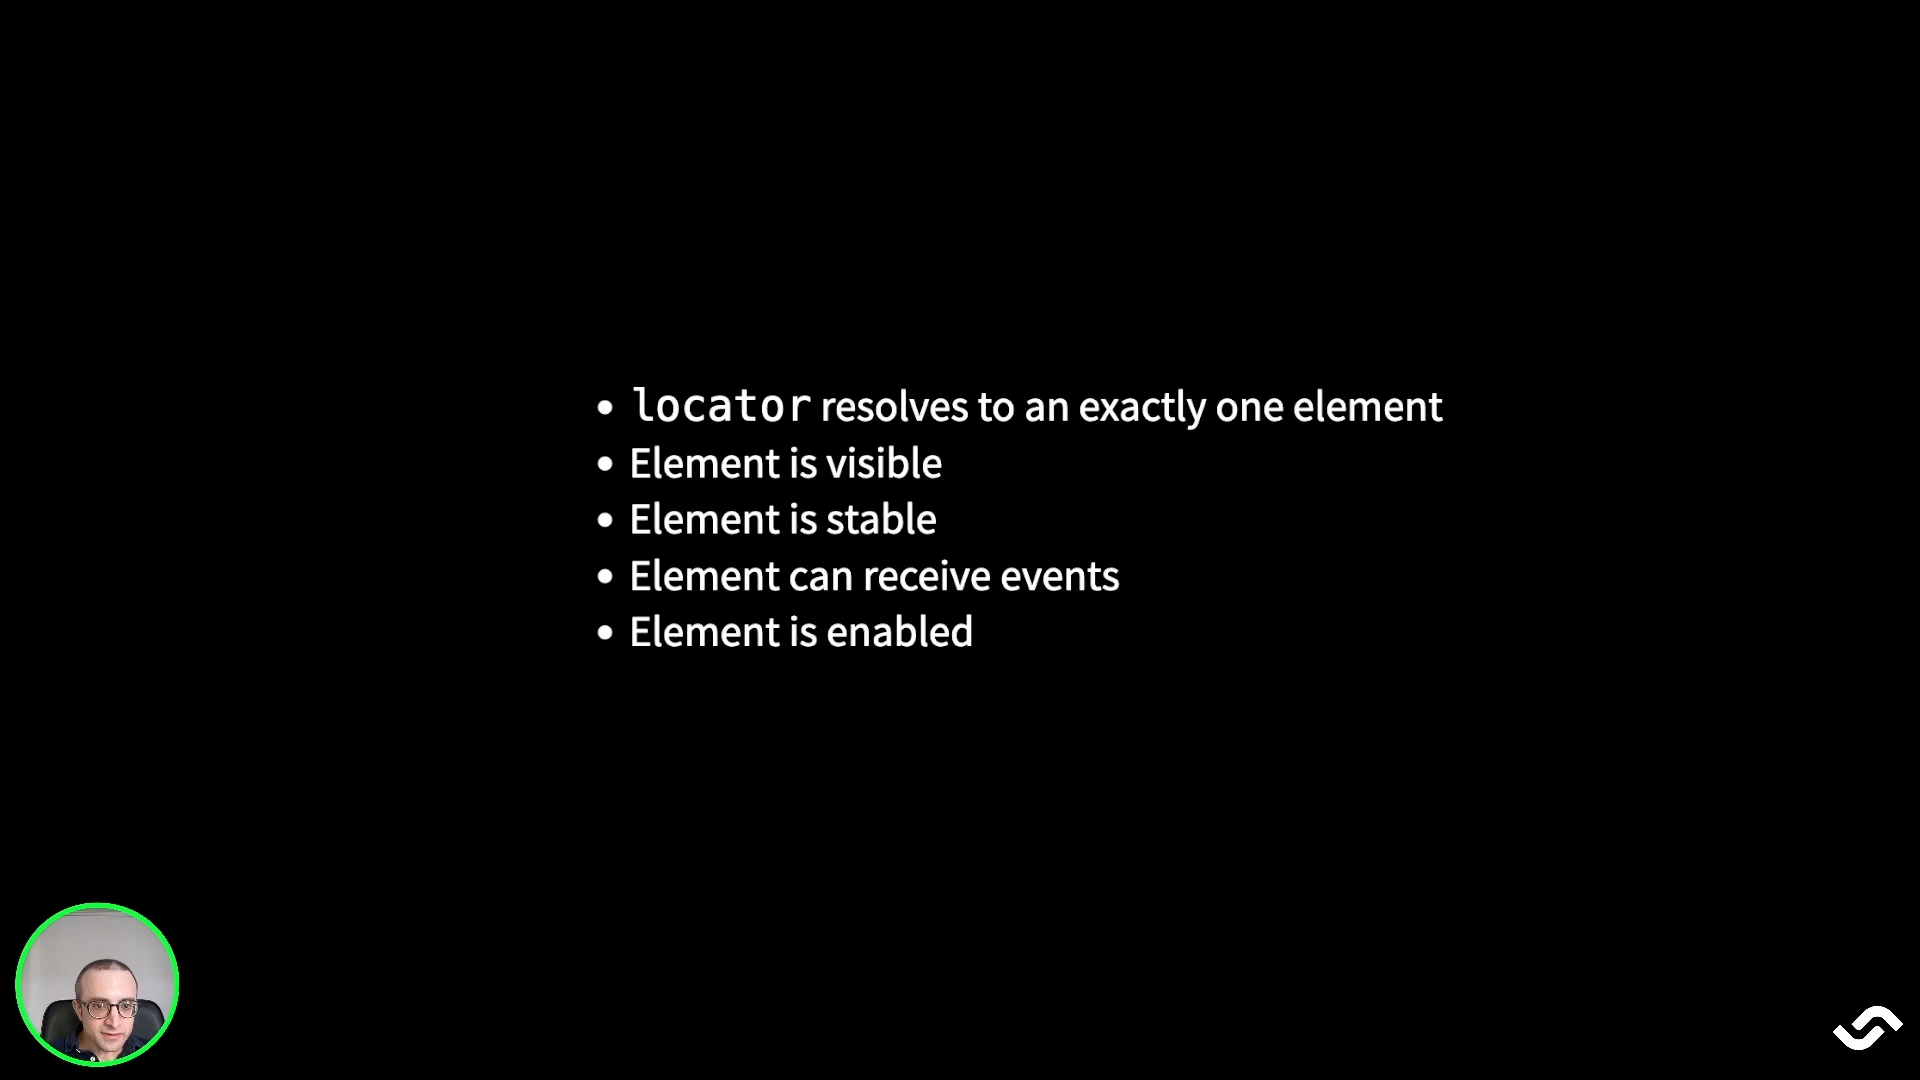 • locator resolves to an exactly one element
• Element is visible
• Element is stable
• Element can receive events
• Element is enabled